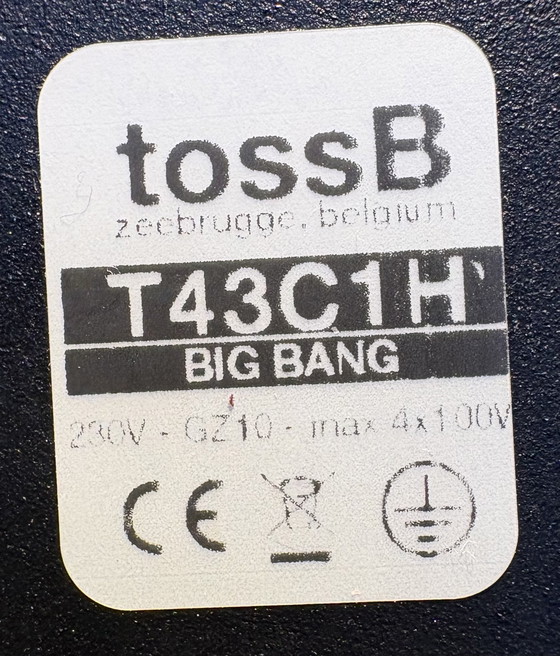 tossB
zeebrugge. belgium
T43C1H
BIG BANG
230V - GZ10 - max 4x100W
CE